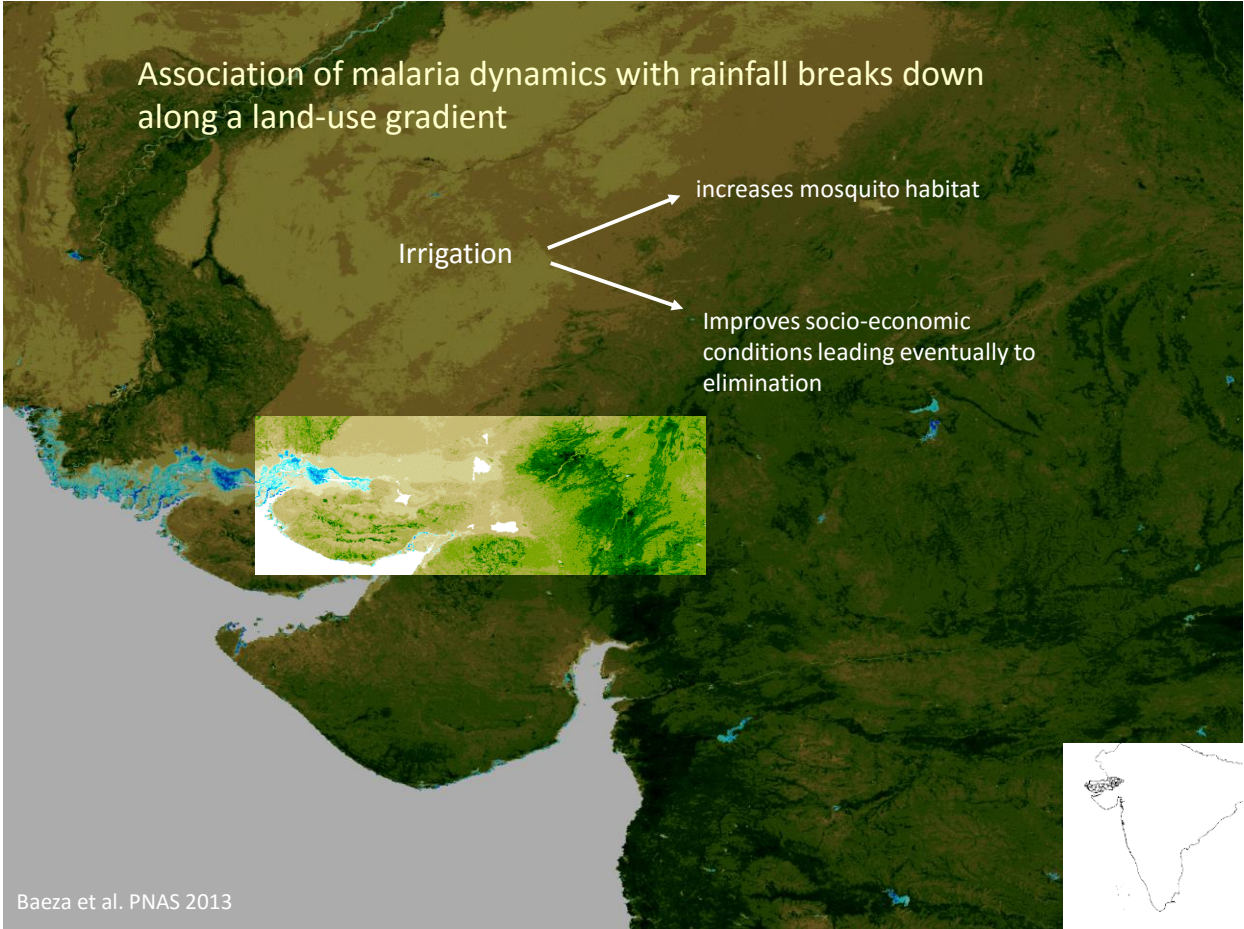 Association of malaria dynamics with rainfall breaks down
along a land-use gradient
increases mosquito habitat
Irrigation
Improves socio-economic
conditions leading eventually to
elimination
Baeza et al. PNAS 2013